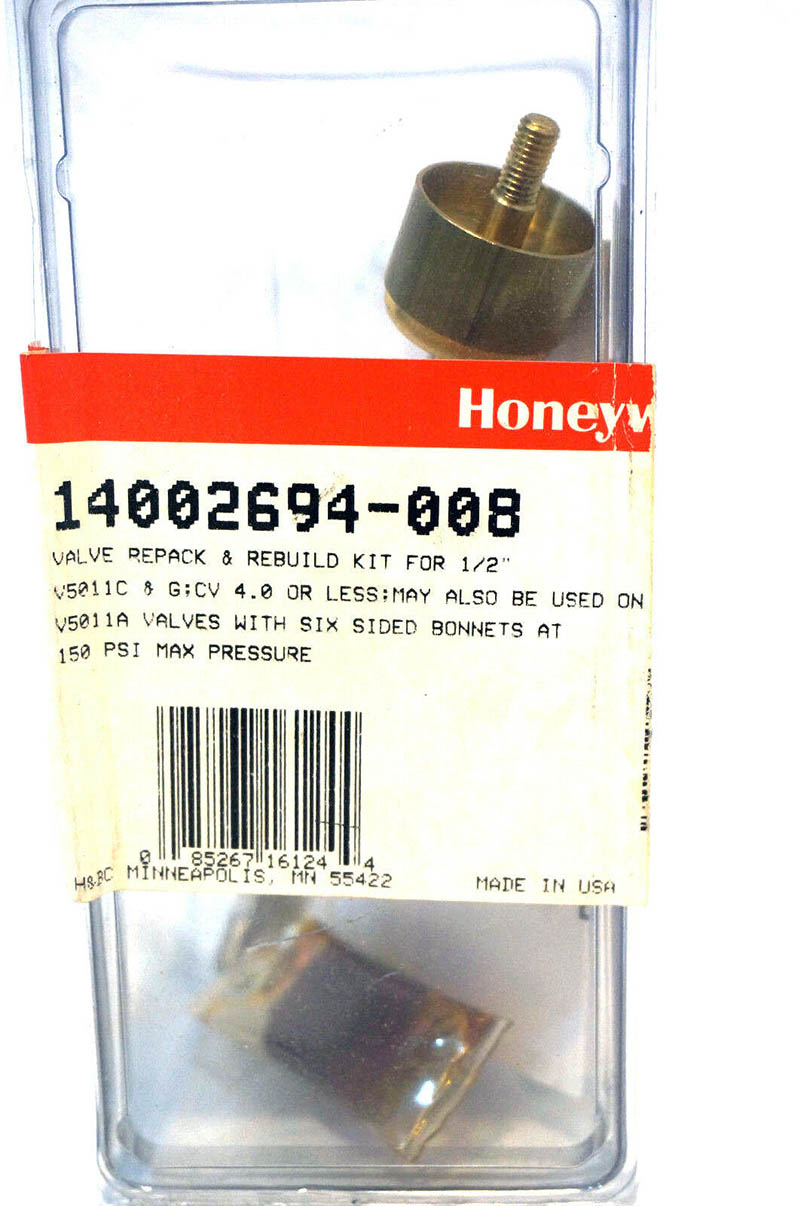 Honeyw
14002694-008
VALVE REPACK & REBUILD KIT FOR 1/2"
V5011C & G;CV 4.0 OR LESS;MAY ALSO BE USED ON
V5011A VALVES WITH SIX SIDED BONNETS AT
150 PSI MAX PRESSURE
0 85267 16124 4
H&BC MINNEAPOLIS, MN 55422 MADE IN USA